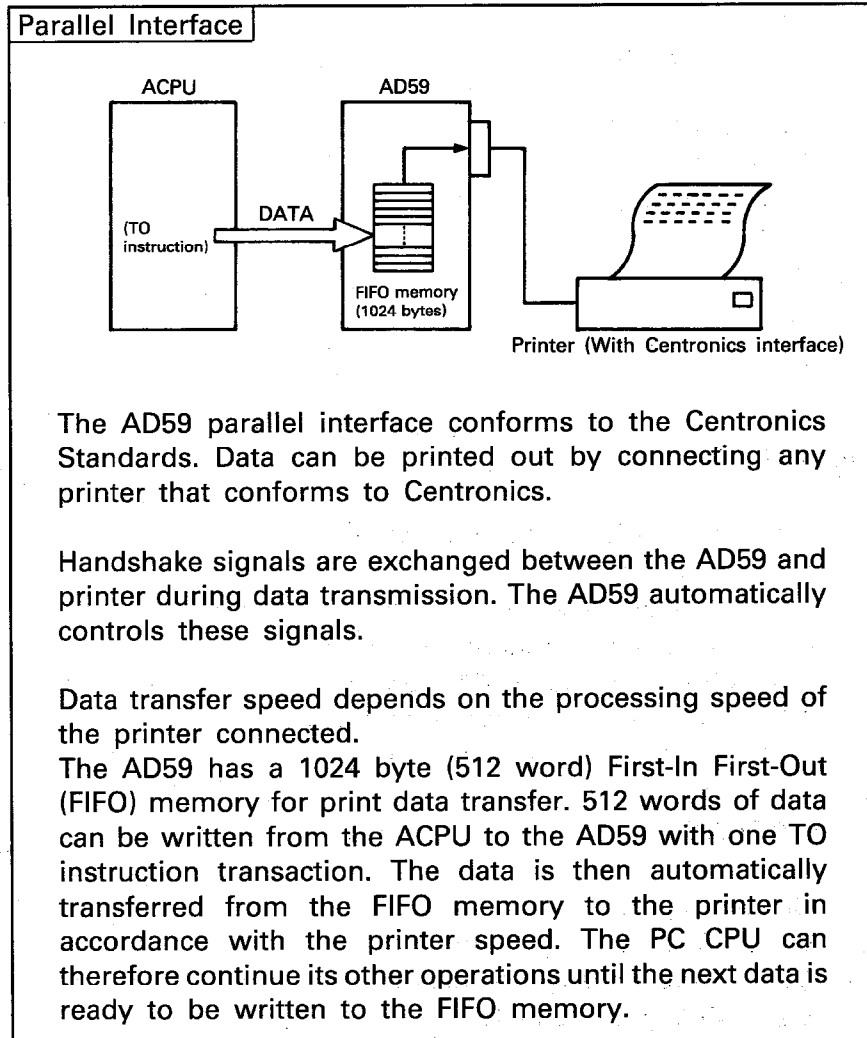 Parallel Interface
ACPU
AD59
DATA
(TO
instruction)
FIFO memory
(1024 bytes)
Printer (With Centronics interface)
The AD59 parallel interface conforms to the Centronics
Standards. Data can be printed out by connecting any
printer that conforms to Centronics.
Handshake signals are exchanged between the AD59 and
printer during data transmission. The AD59 automatically
controls these signals.
Data transfer speed depends on the processing speed of
the printer connected.
The AD59 has a 1024 byte (512 word) First-In First-Out
(FIFO) memory for print data transfer. 512 words of data
can be written from the ACPU to the AD59 with one TO
instruction transaction. The data is then automatically
transferred from the FIFO memory to the printer in
accordance with the printer speed. The PC CPU can
therefore continue its other operations until the next data is
ready to be written to the FIFO memory.